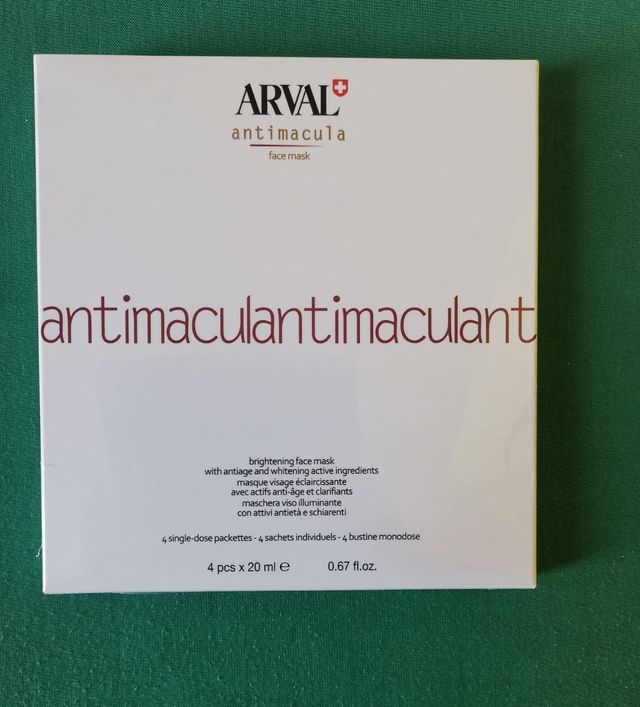 ARVAL
antimacula
face mask
antimaculantimaculant
brightening face mask
with antiage and whitening active ingredients
masque visage éclaircissante
avec actifs anti-âge et clarifiants
maschera viso illuminante
con attivi antietà e schiarenti
4 single-dose packettes - 4 sachets individuels - 4 bustine monodose
4 pcs x 20 ml ℮ 0.67 fl.oz.